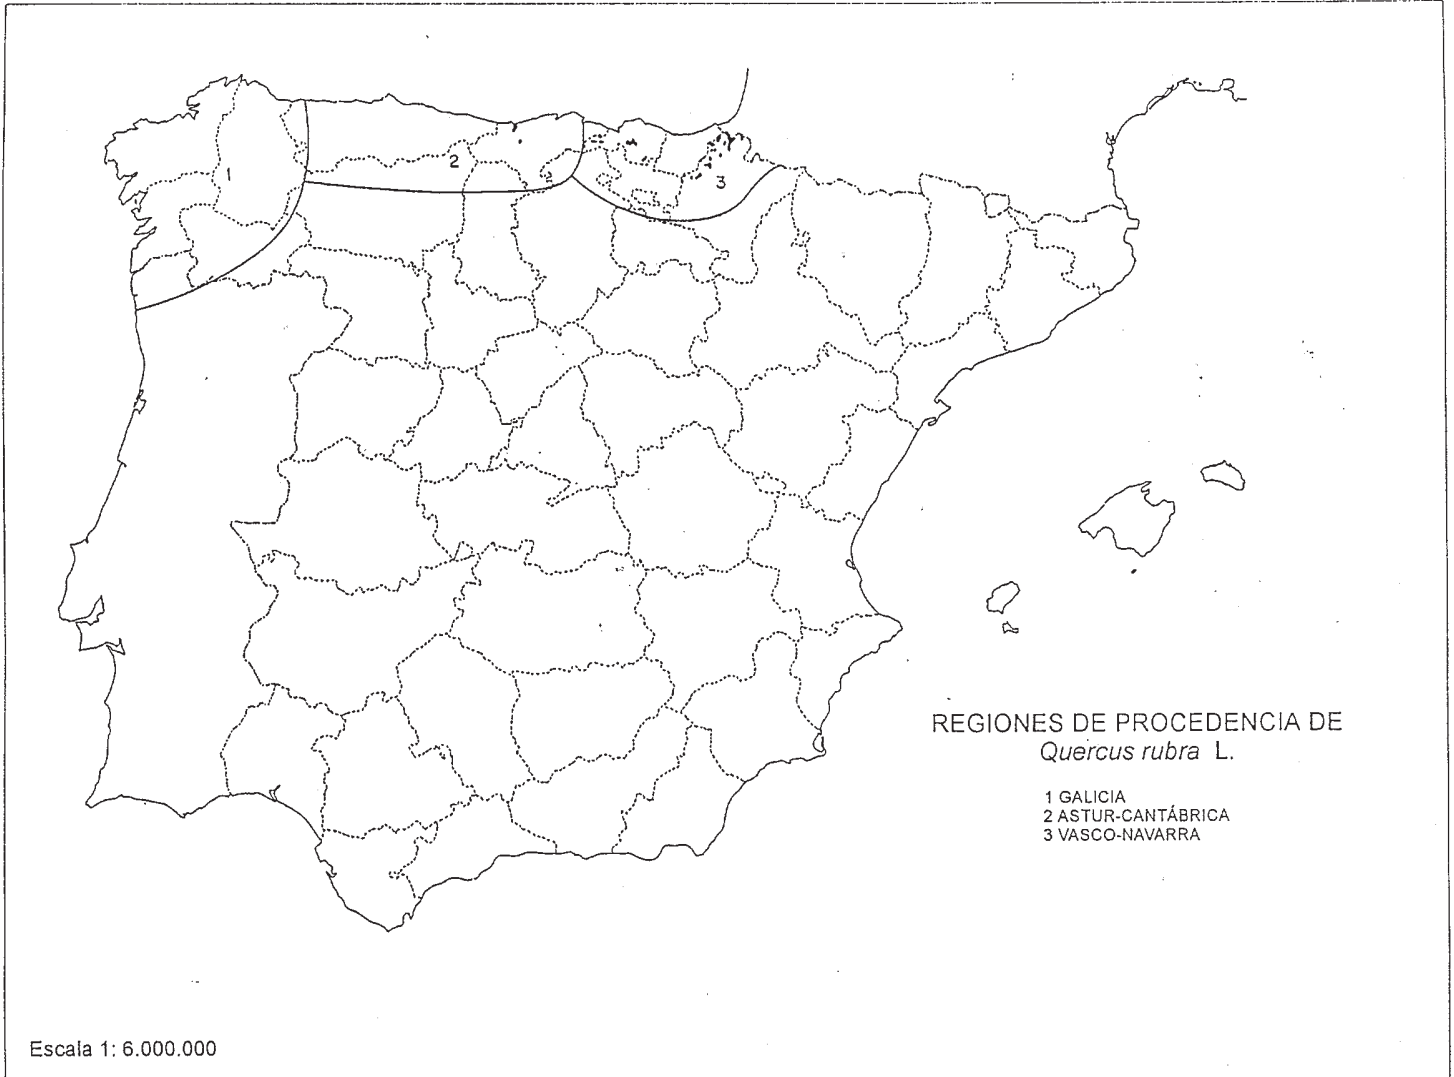 1
2
2
3
REGIONES DE PROCEDENCIA DE
Quercus rubra L.
1 GALICIA
2 ASTUR-CANTÁBRICA
3 VASCO-NAVARRA
Escala 1: 6.000.000